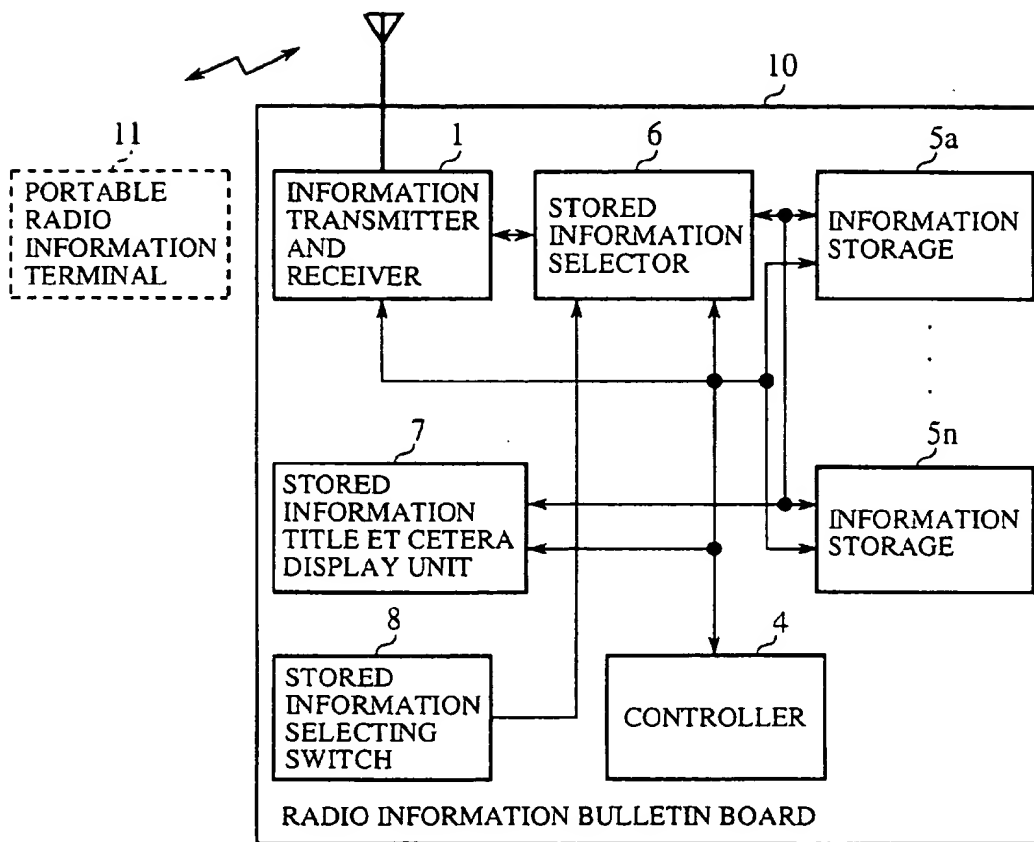 10
11
PORTABLE
RADIO
INFORMATION
TERMINAL
1
INFORMATION
TRANSMITTER
AND
RECEIVER
6
STORED
INFORMATION
SELECTOR
5a
INFORMATION
STORAGE
7
STORED
INFORMATION
TITLE ET CETERA
DISPLAY UNIT
5n
INFORMATION
STORAGE
8
STORED
INFORMATION
SELECTING
SWITCH
4
CONTROLLER
RADIO INFORMATION BULLETIN BOARD